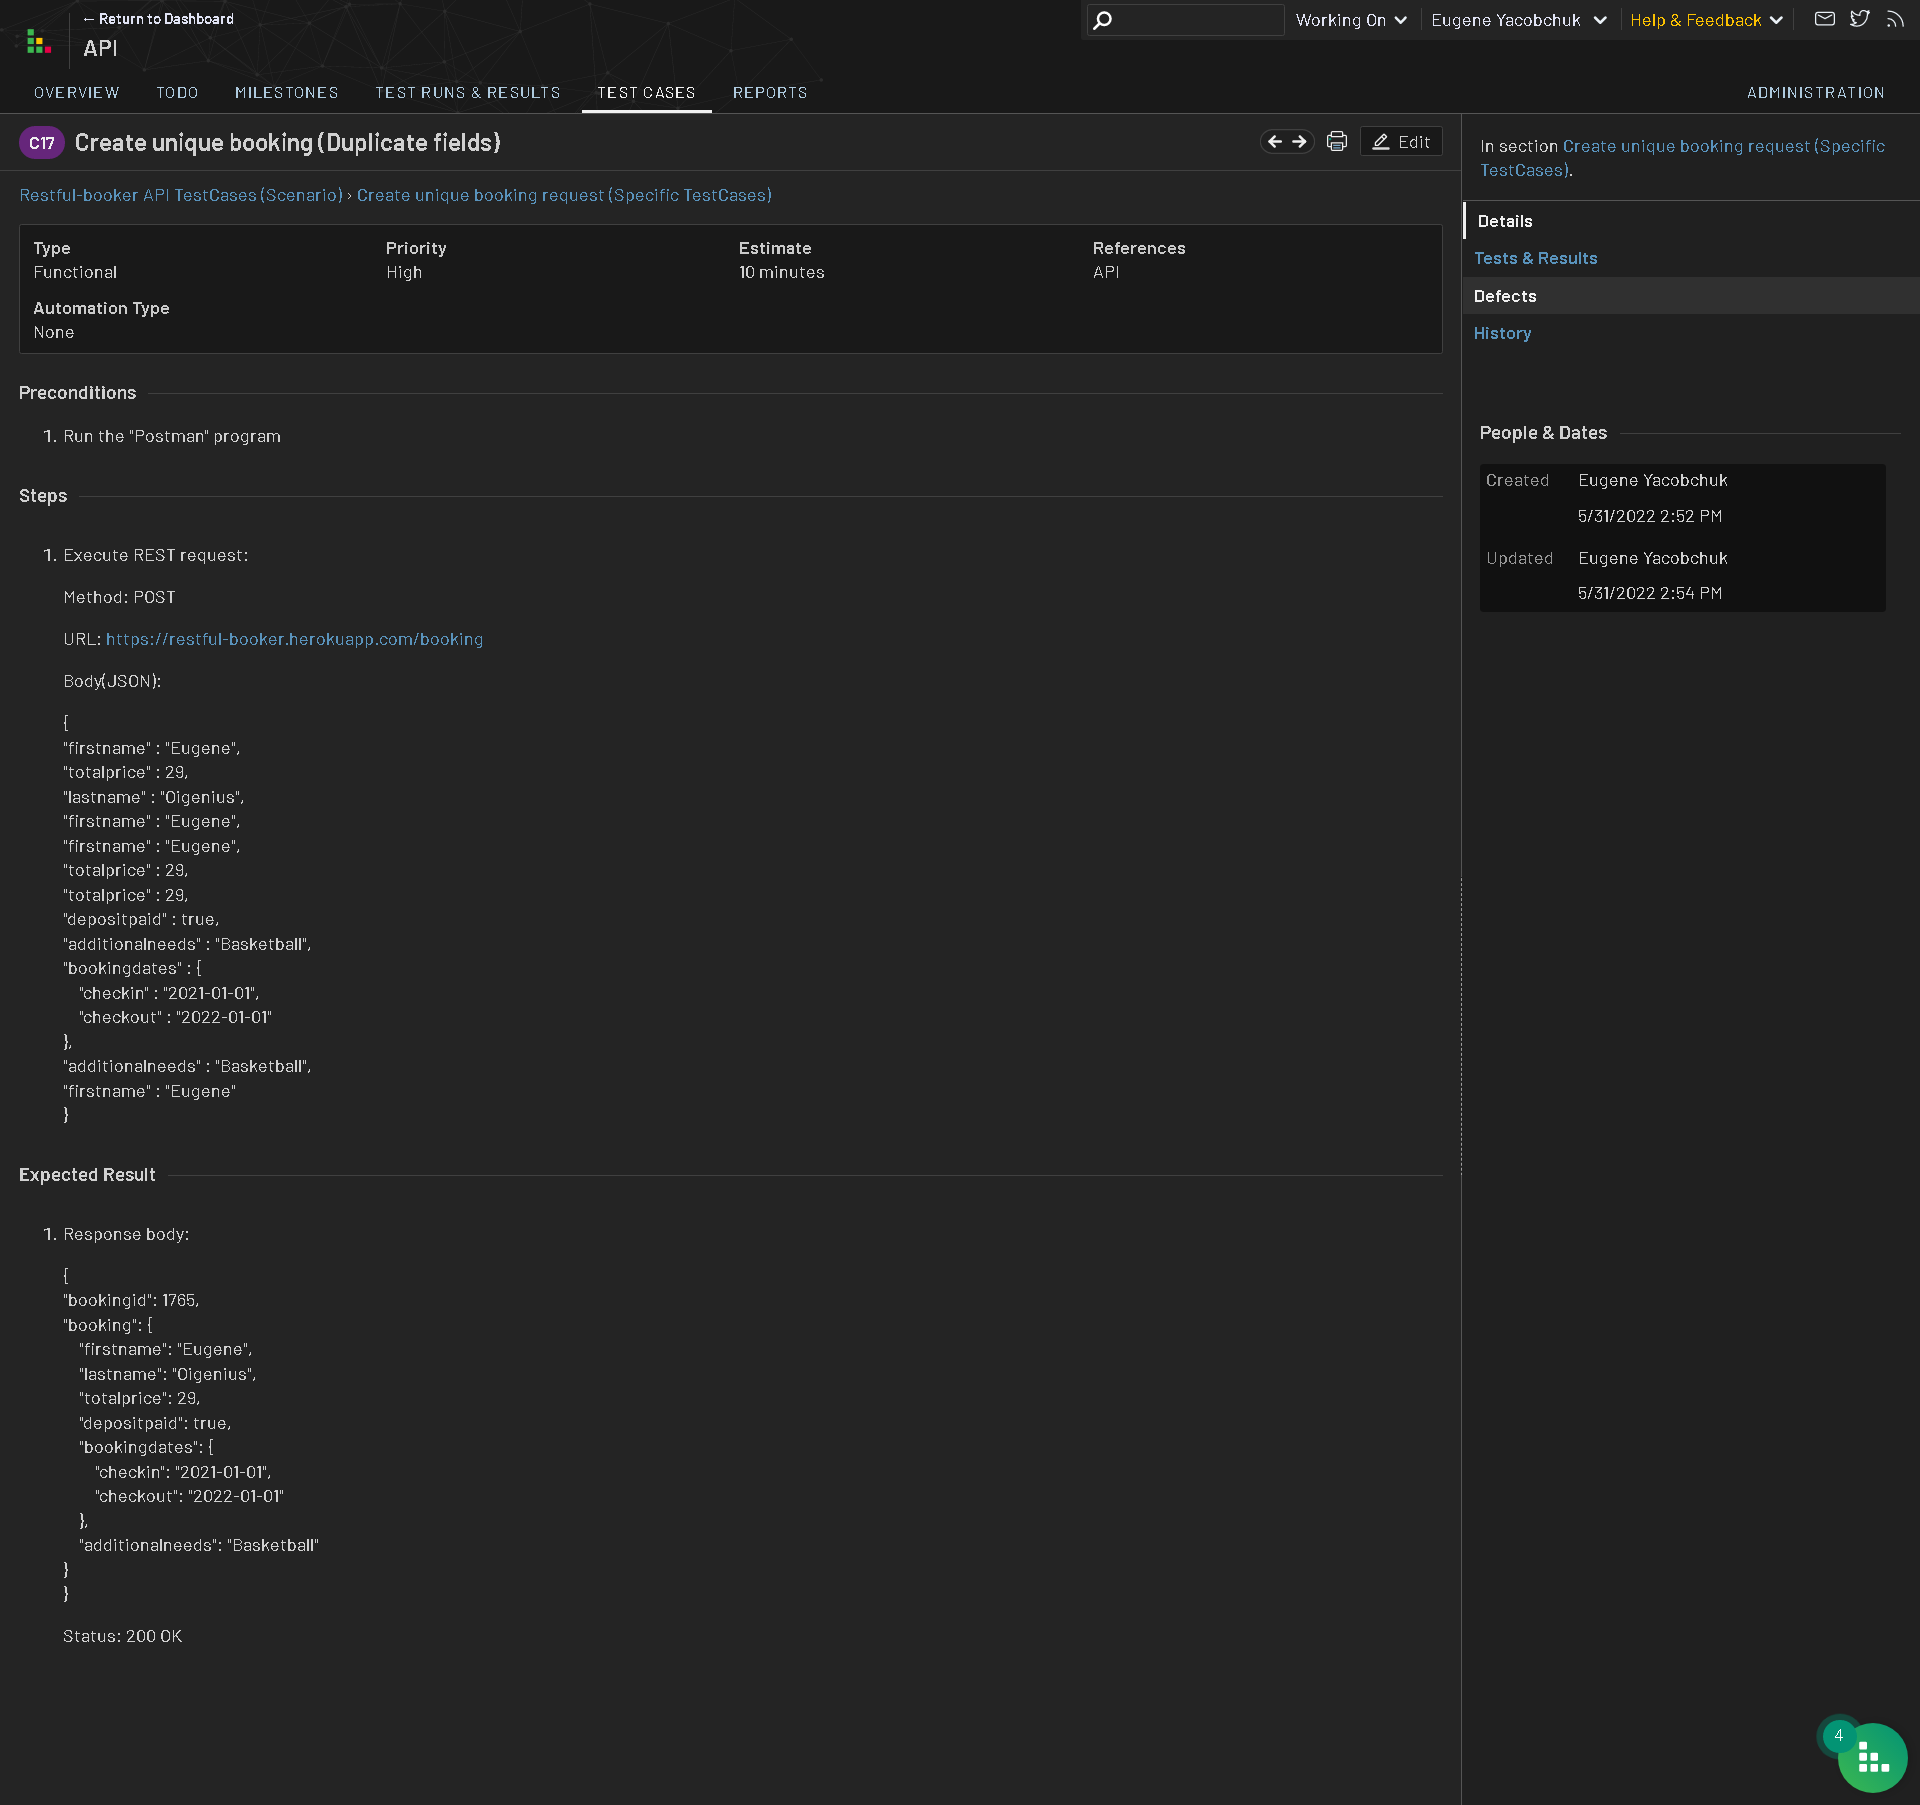 ← Return to Dashboard
API
Working On
Eugene Yacobchuk
Help & Feedback
OVERVIEW
TODO
MILESTONES
TEST RUNS & RESULTS
TEST CASES
REPORTS
ADMINISTRATION
C17
Create unique booking (Duplicate fields)
Edit
Restful-booker API TestCases (Scenario) › Create unique booking request (Specific TestCases)
Type
Functional
Priority
High
Estimate
10 minutes
References
API
Automation Type
None
Preconditions
1. Run the "Postman" program
Steps
1. Execute REST request:
Method: POST
URL: https://restful-booker.herokuapp.com/booking
Body(JSON):
{
"firstname" : "Eugene",
"totalprice" : 29,
"lastname" : "Oigenius",
"firstname" : "Eugene",
"firstname" : "Eugene",
"totalprice" : 29,
"totalprice" : 29,
"depositpaid" : true,
"additionalneeds" : "Basketball",
"bookingdates" : {
"checkin" : "2021-01-01",
"checkout" : "2022-01-01"
},
"additionalneeds" : "Basketball",
"firstname" : "Eugene"
}
Expected Result
1. Response body:
{
"bookingid": 1765,
"booking": {
"firstname": "Eugene",
"lastname": "Oigenius",
"totalprice": 29,
"depositpaid": true,
"bookingdates": {
"checkin": "2021-01-01",
"checkout": "2022-01-01"
},
"additionalneeds": "Basketball"
}
}
Status: 200 OK
In section Create unique booking request (Specific
TestCases).
Details
Tests & Results
Defects
History
People & Dates
Created
Eugene Yacobchuk
5/31/2022 2:52 PM
Updated
Eugene Yacobchuk
5/31/2022 2:54 PM
4